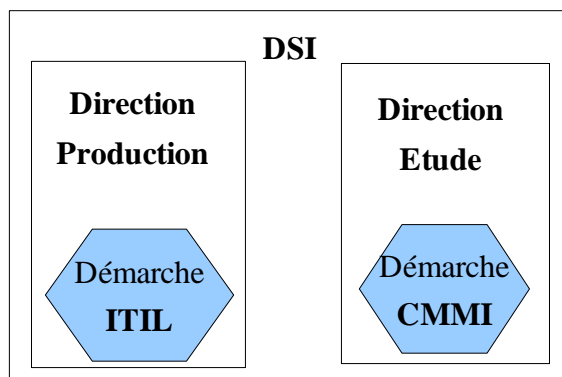 DSI
Direction
Production
Démarche
ITIL
Direction
Etude
Démarche
CMMI